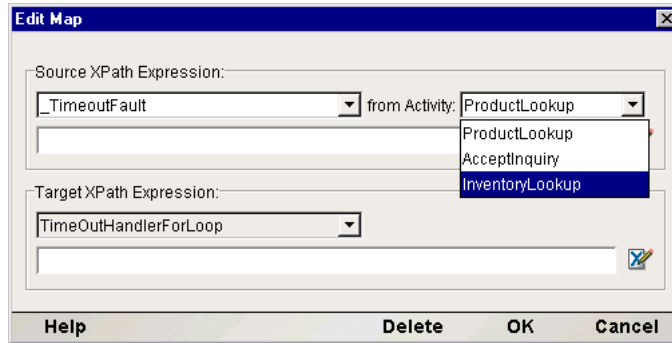 Edit Map
Source XPath Expression:
_TimeoutFault from Activity: ProductLookup
ProductLookup
AcceptInquiry
InventoryLookup
Target XPath Expression:
TimeOutHandlerForLoop
Help Delete OK Cancel